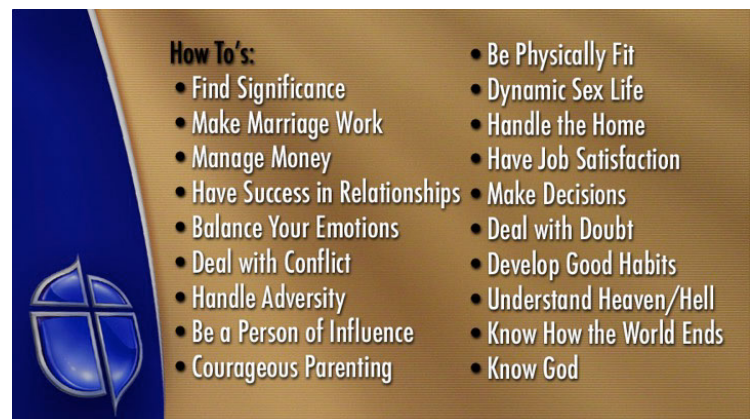 How To's:
• Find Significance
• Make Marriage Work
• Manage Money
• Have Success in Relationships
• Balance Your Emotions
• Deal with Conflict
• Handle Adversity
• Be a Person of Influence
• Courageous Parenting
• Be Physically Fit
• Dynamic Sex Life
• Handle the Home
• Have Job Satisfaction
• Make Decisions
• Deal with Doubt
• Develop Good Habits
• Understand Heaven/Hell
• Know How the World Ends
• Know God